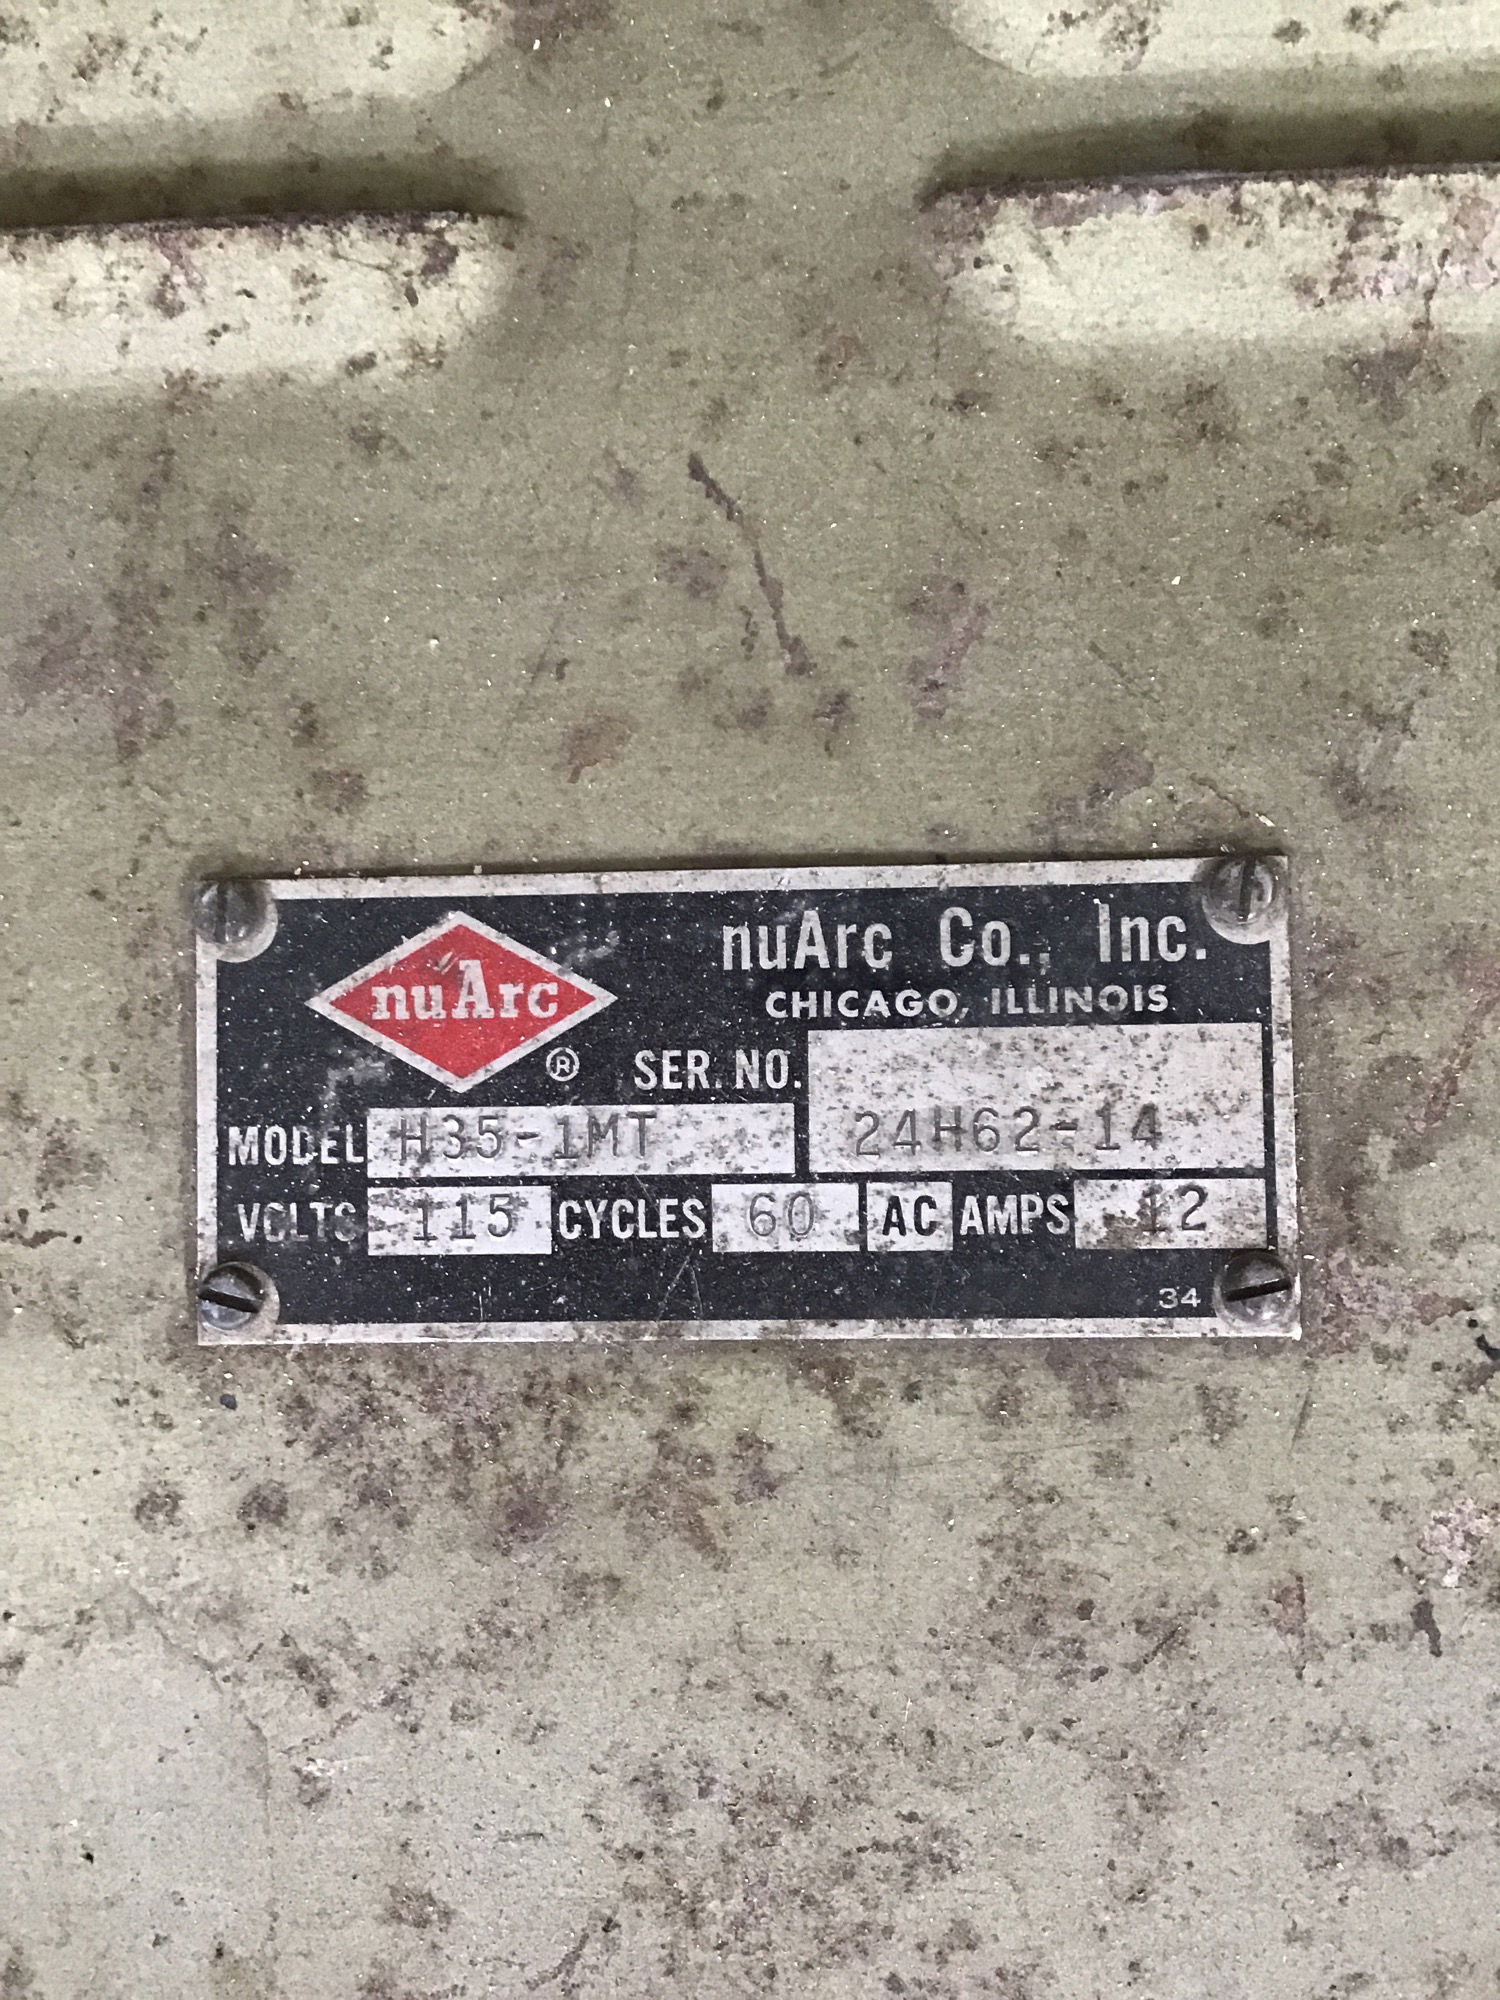 nuArc
®
nuArc Co., Inc.
CHICAGO, ILLINOIS
SER. NO. 24H62-14
MODEL H35-1MT
VOLTS 115 CYCLES 60 AC AMPS 12
34